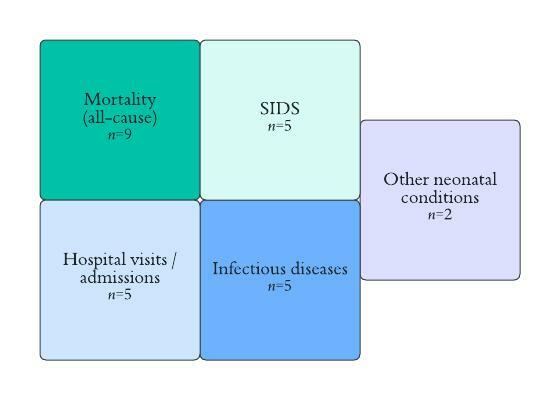 Mortality
(all-cause)
n=9
SIDS
n=5
Other neonatal
conditions
n=2
Hospital visits /
admissions
n=5
Infectious diseases
n=5